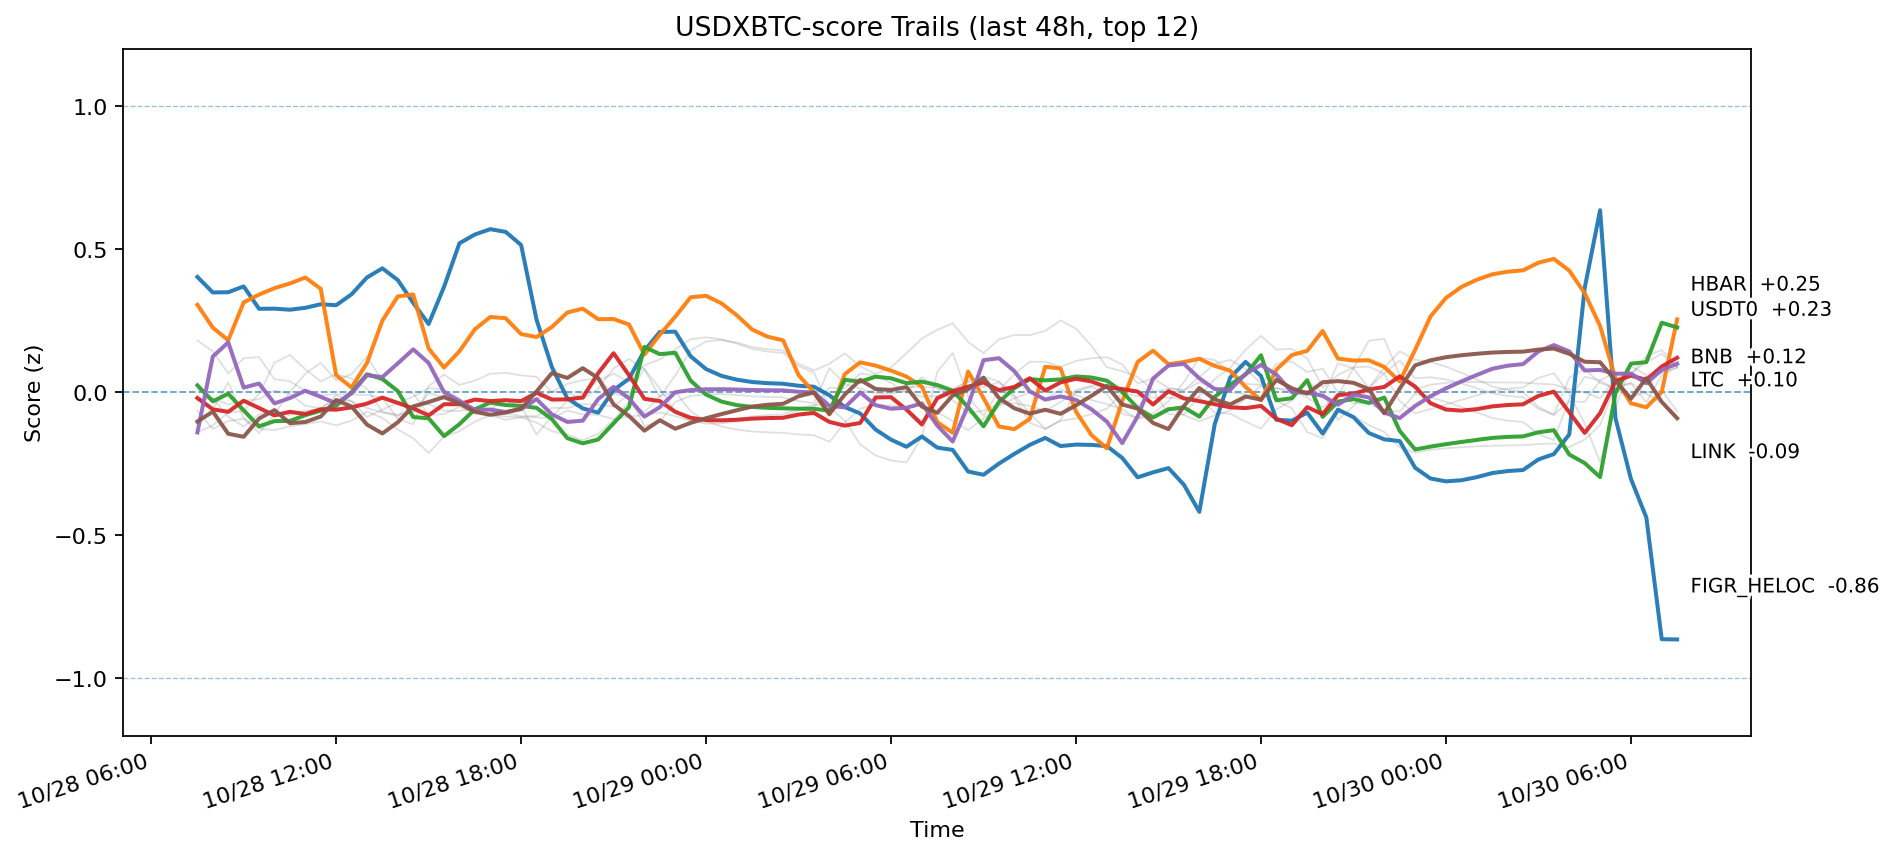 USDXBTC-score Trails (last 48h, top 12)
1.0
0.5
0.0
−0.5
−1.0
Score (z)
HBAR +0.25
USDT0 +0.23
BNB +0.12
LTC +0.10
LINK -0.09
FIGR_HELOC -0.86
10/28 06:00
10/28 12:00
10/28 18:00
10/29 00:00
10/29 06:00
10/29 12:00
10/29 18:00
10/30 00:00
10/30 06:00
Time